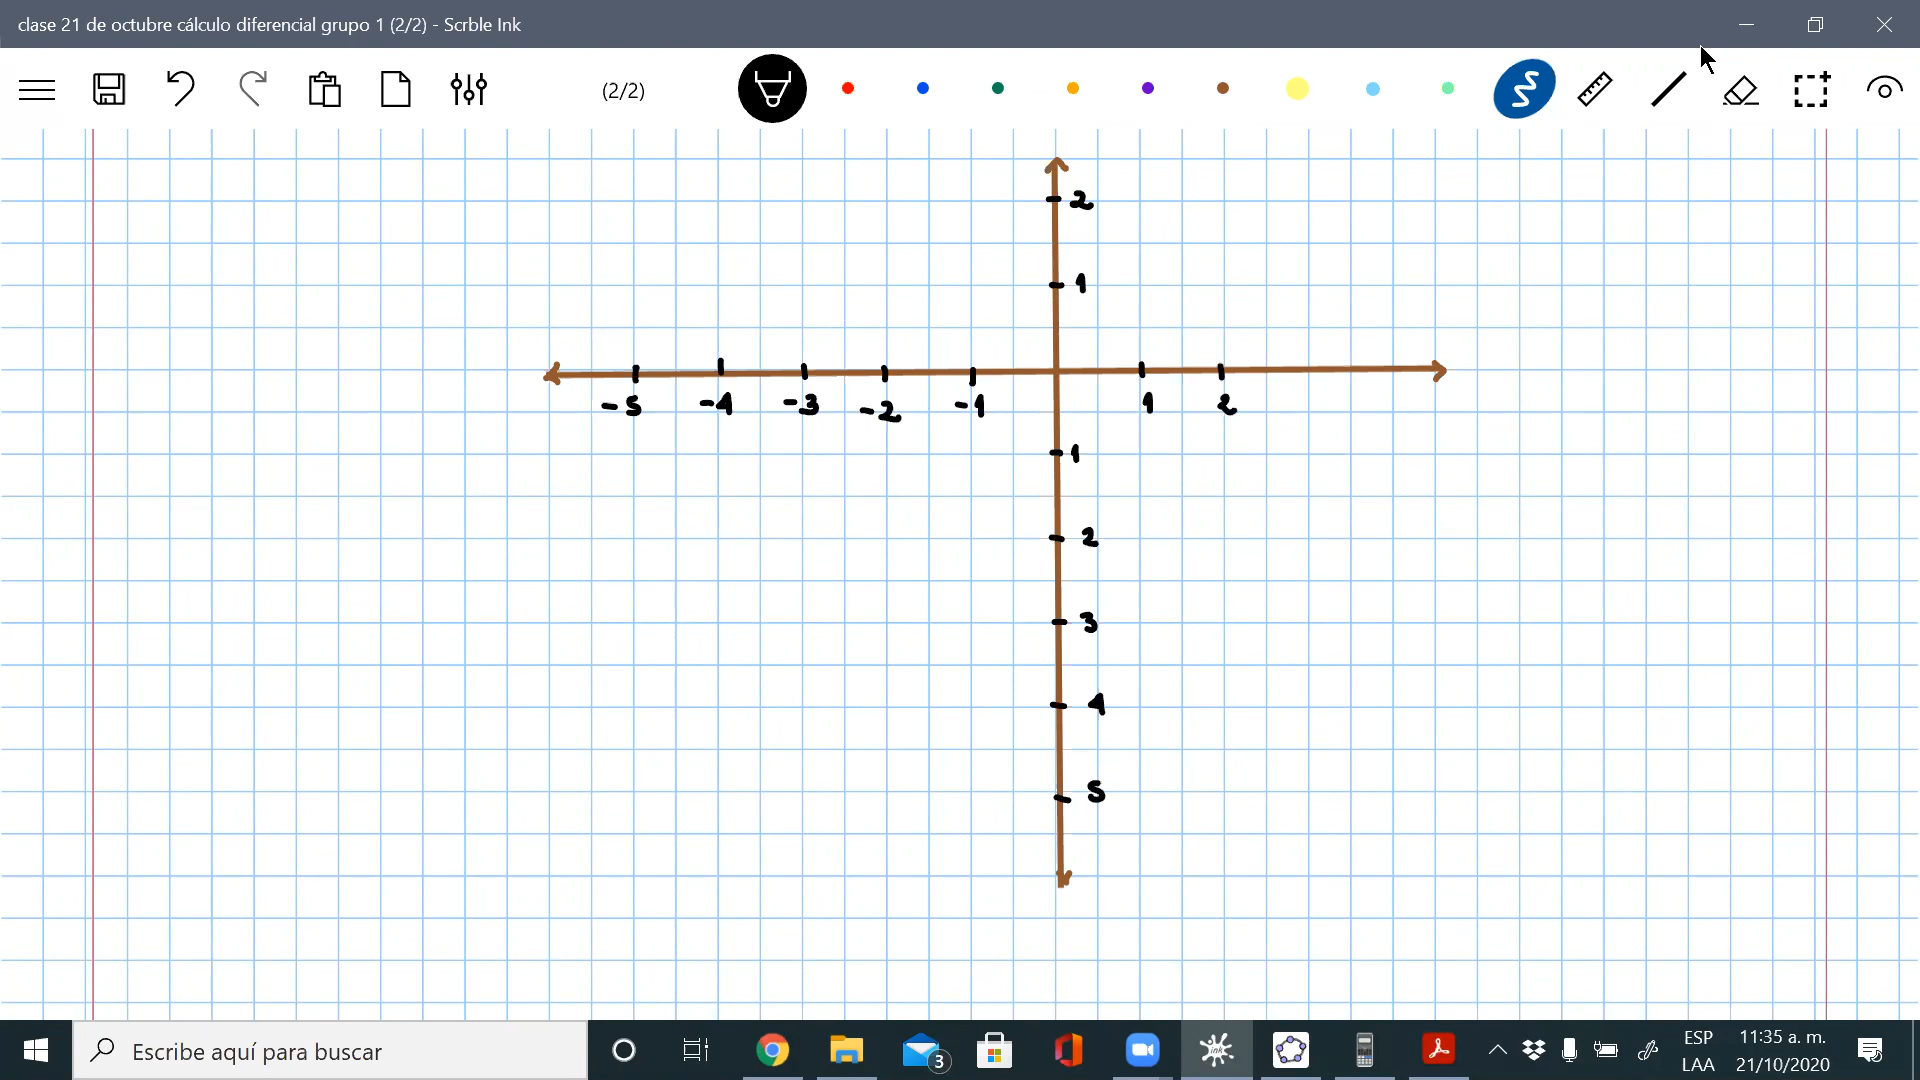 clase 21 de octubre cálculo diferencial grupo 1 (2/2) - Scrble Ink
(2/2)
2
1
-5 -4 -3 -2 -1 1 2
1
2
3
4
5
Escribe aquí para buscar
3
ink
ESP 11:35 a. m.
LAA 21/10/2020